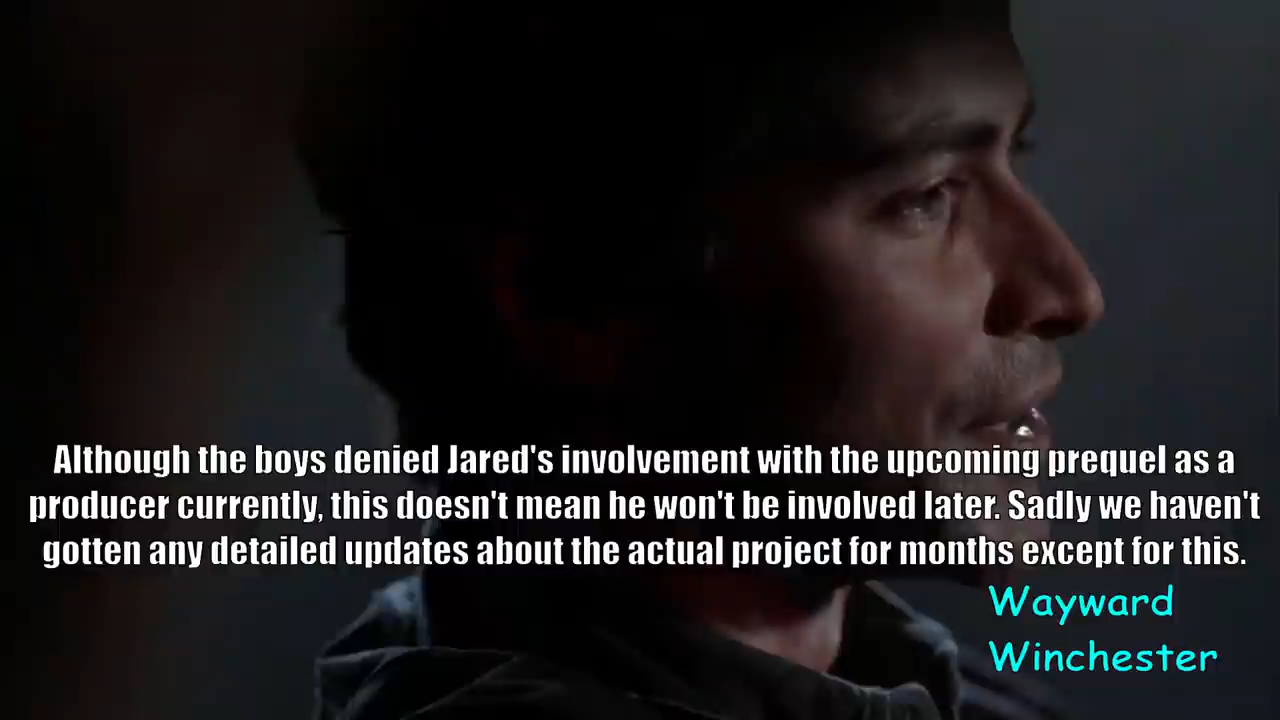 Although the boys denied Jared's involvement with the upcoming prequel as a
producer currently, this doesn't mean he won't be involved later. Sadly we haven't
gotten any detailed updates about the actual project for months except for this.
Wayward
Winchester